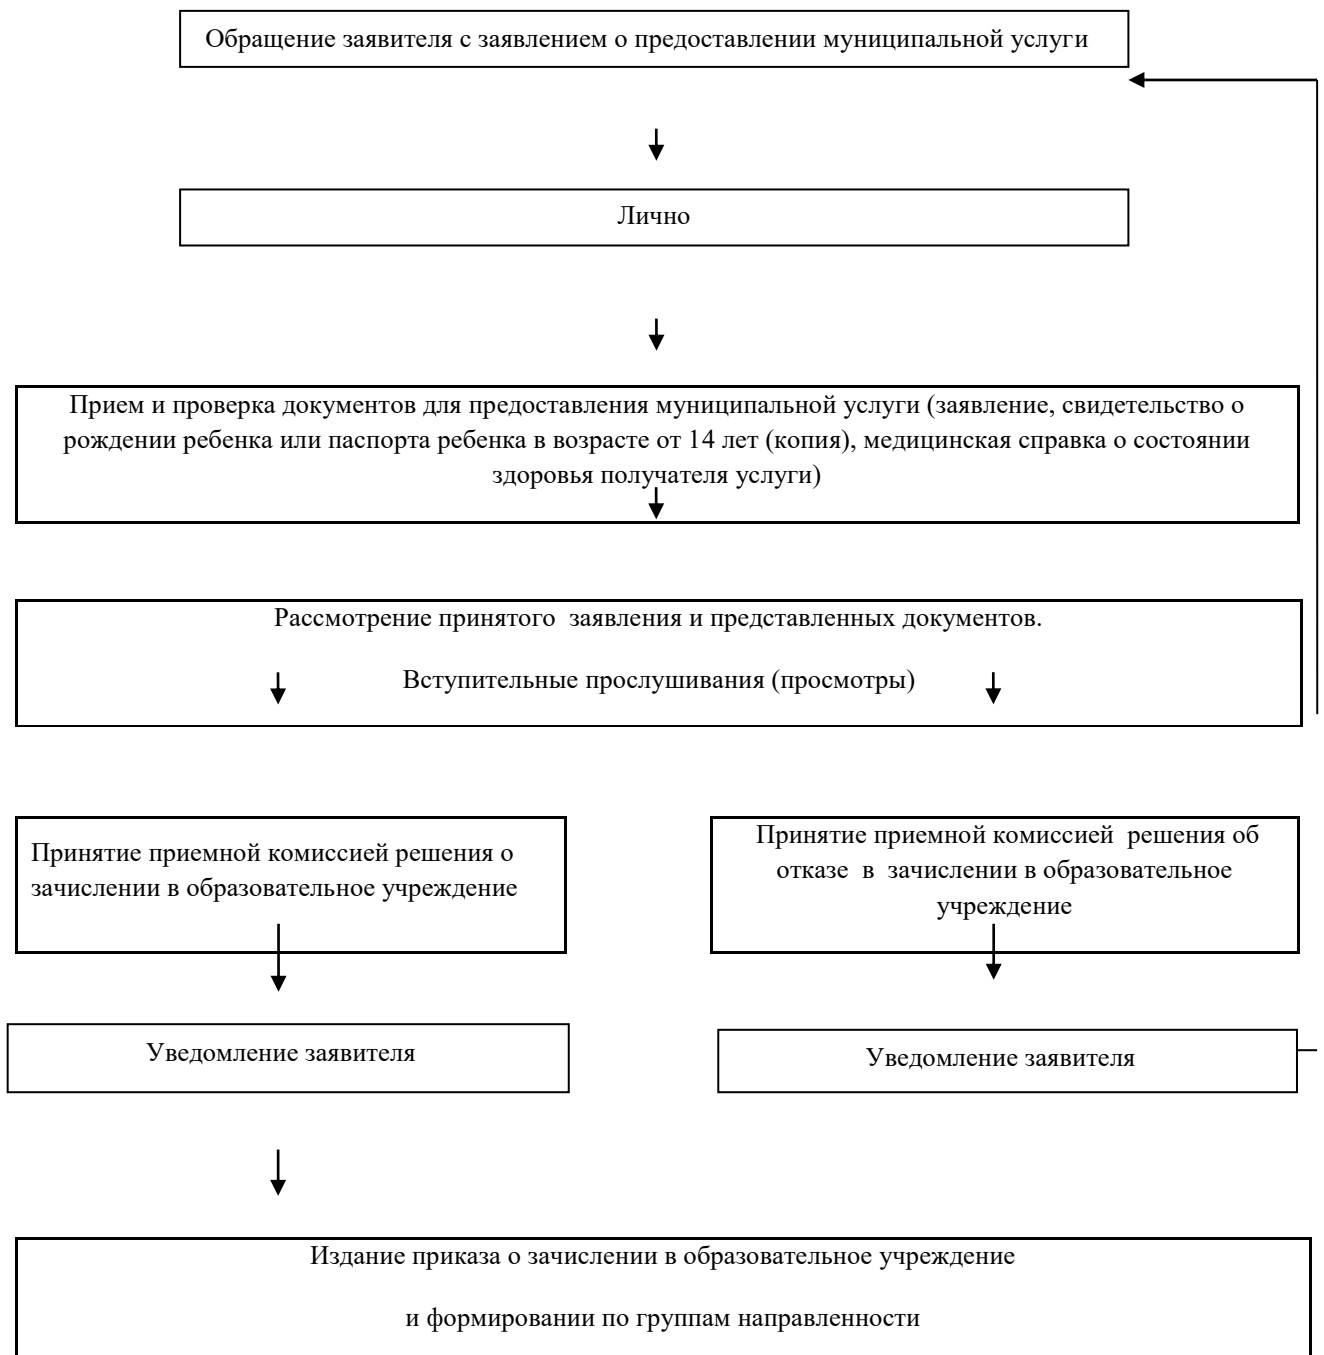 Обращение заявителя с заявлением о предоставлении муниципальной услуги
Лично
Прием и проверка документов для предоставления муниципальной услуги (заявление, свидетельство о
рождении ребенка или паспорта ребенка в возрасте от 14 лет (копия), медицинская справка о состоянии
здоровья получателя услуги)
Рассмотрение принятого заявления и представленных документов.
Вступительные прослушивания (просмотры)
Принятие приемной комиссией решения о
зачислении в образовательное учреждение
Принятие приемной комиссией решения об
отказе в зачислении в образовательное
учреждение
Уведомление заявителя
Уведомление заявителя
Издание приказа о зачислении в образовательное учреждение
и формировании по группам направленности